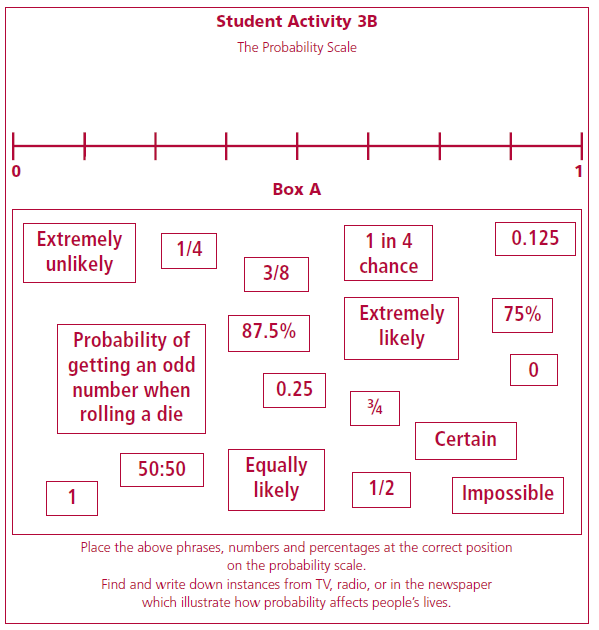 Student Activity 3B
The Probability Scale
0
1
Box A
Extremely
unlikely
1/4
3/8
1 in 4
chance
0.125
Probability of
getting an odd
number when
rolling a die
87.5%
Extremely
likely
75%
0.25
¾
0
Certain
50:50
Equally
likely
1/2
1
Impossible
Place the above phrases, numbers and percentages at the correct position
on the probability scale.
Find and write down instances from TV, radio, or in the newspaper
which illustrate how probability affects people's lives.